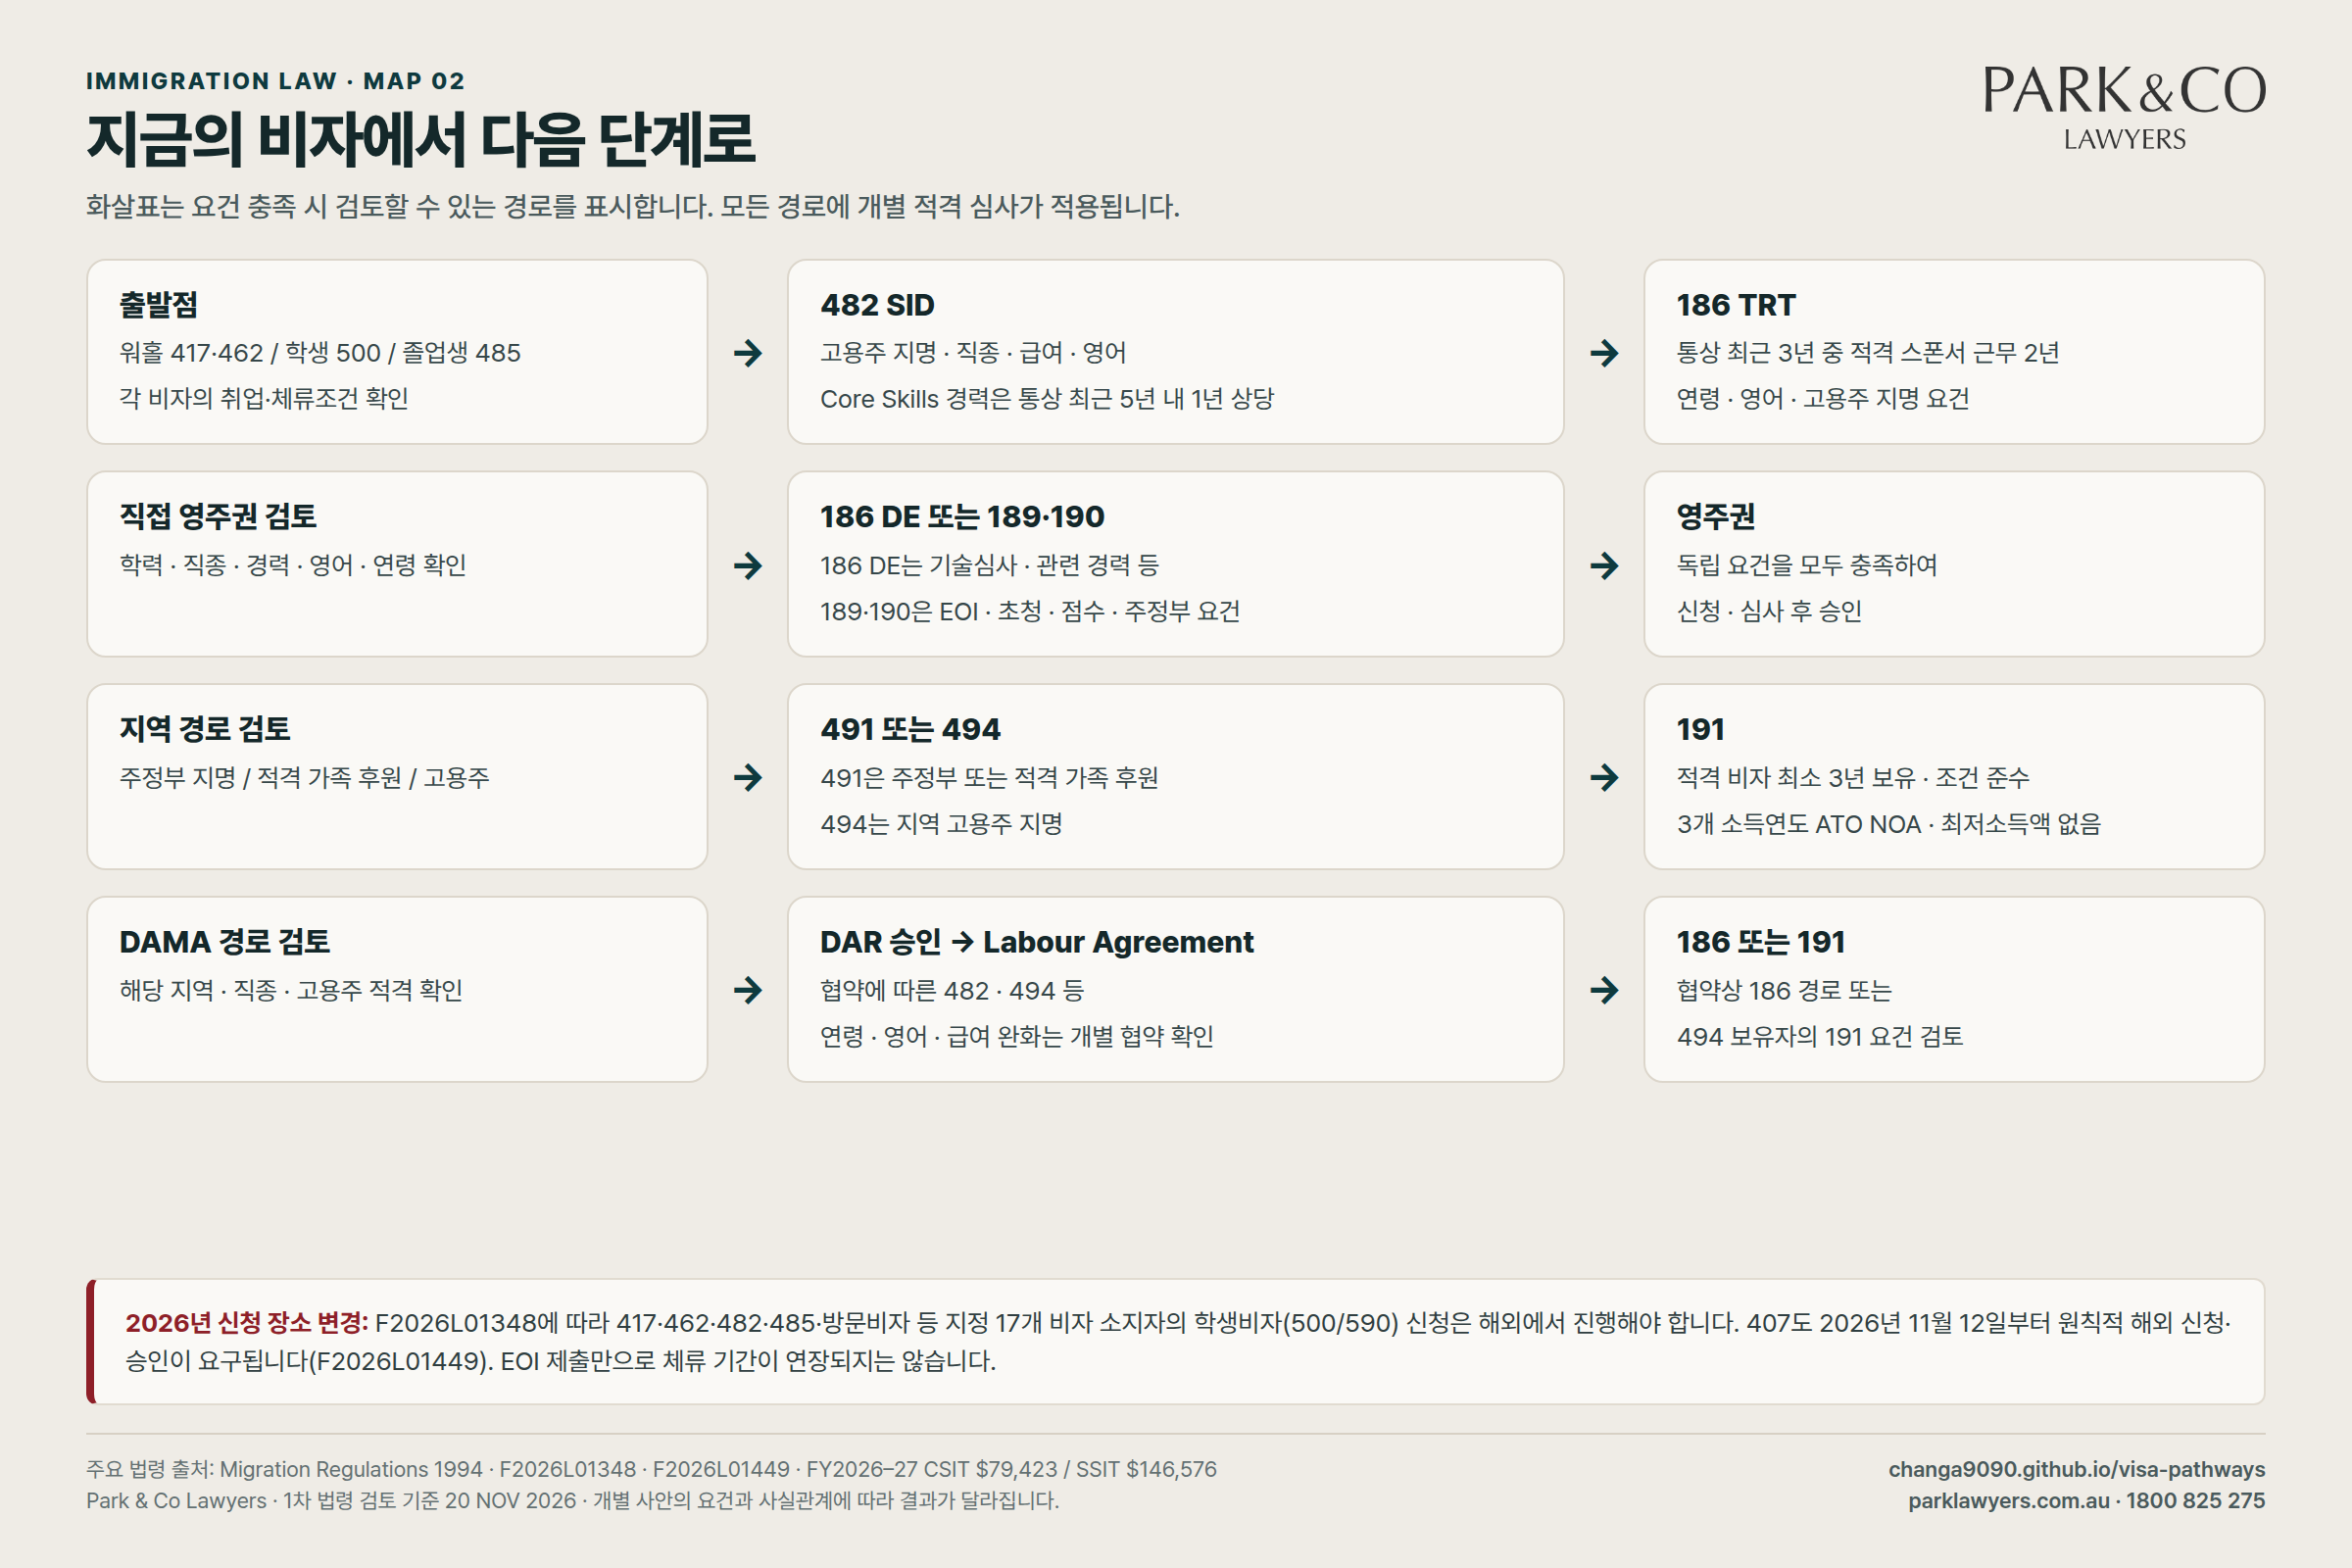 IMMIGRATION LAW · MAP 02
PARK & CO
LAWYERS
지금의 비자에서 다음 단계로
화살표는 요건 충족 시 검토할 수 있는 경로를 표시합니다. 모든 경로에 개별 적격 심사가 적용됩니다.
출발점
워홀 417·462 / 학생 500 / 졸업생 485
각 비자의 취업·체류조건 확인
→
482 SID
고용주 지명 · 직종 · 급여 · 영어
Core Skills 경력은 통상 최근 5년 내 1년 상당
→
186 TRT
통상 최근 3년 중 적격 스폰서 근무 2년
연령 · 영어 · 고용주 지명 요건
직접 영주권 검토
학력 · 직종 · 경력 · 영어 · 연령 확인
→
186 DE 또는 189·190
186 DE는 기술심사 · 관련 경력 등
189·190은 EOI · 초청 · 점수 · 주정부 요건
→
영주권
독립 요건을 모두 충족하여
신청 · 심사 후 승인
지역 경로 검토
주정부 지명 / 적격 가족 후원 / 고용주
→
491 또는 494
491은 주정부 또는 적격 가족 후원
494는 지역 고용주 지명
→
191
적격 비자 최소 3년 보유 · 조건 준수
3개 소득연도 ATO NOA · 최저소득액 없음
DAMA 경로 검토
해당 지역 · 직종 · 고용주 적격 확인
→
DAR 승인 → Labour Agreement
협약에 따른 482 · 494 등
연령 · 영어 · 급여 완화는 개별 협약 확인
→
186 또는 191
협약상 186 경로 또는
494 보유자의 191 요건 검토
2026년 신청 장소 변경: F2026L01348에 따라 417·462·482·485·방문비자 등 지정 17개 비자 소지자의 학생비자(500/590) 신청은 해외에서 진행해야 합니다. 407도 2026년 11월 12일부터 원칙적 해외 신청·
승인이 요구됩니다(F2026L01449). EOI 제출만으로 체류 기간이 연장되지는 않습니다.
주요 법령 출처: Migration Regulations 1994 · F2026L01348 · F2026L01449 · FY2026–27 CSIT $79,423 / SSIT $146,576
Park & Co Lawyers · 1차 법령 검토 기준 20 NOV 2026 · 개별 사안의 요건과 사실관계에 따라 결과가 달라집니다.
changa9090.github.io/visa-pathways
parklawyers.com.au · 1800 825 275